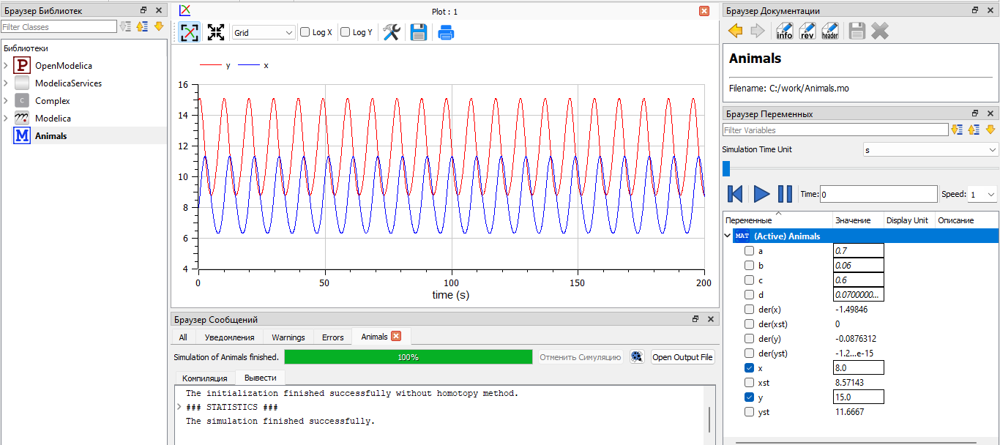 Браузер Библиотек
Filter Classes
Библиотеки
P OpenModelica
ModelicaServices
C Complex
m Modelica
M Animals
Plot : 1
Grid
Log X
Log Y
y x
16
14
12
10
8
6
4
0 50 100 150 200
time (s)
Браузер Сообщений
All Уведомления Warnings Errors Animals
Simulation of Animals finished. 100% Отменить Симуляцию Open Output File
Компиляция Вывести
The initialization finished successfully without homotopy method.
### STATISTICS ###
The simulation finished successfully.
Браузер Документации
info rev header
Animals
Filename: C:/work/Animals.mo
Браузер Переменных
Filter Variables
Simulation Time Unit s
Time: 0 Speed: 1
Переменные Значение Display Unit Описание
MAT (Active) Animals
a 0.7
b 0.06
c 0.6
d 0.0700000...
der(x) -1.49846
der(xst) 0
der(y) -0.0876312
der(yst) -1.2...e-15
x 8.0
xst 8.57143
y 15.0
yst 11.6667